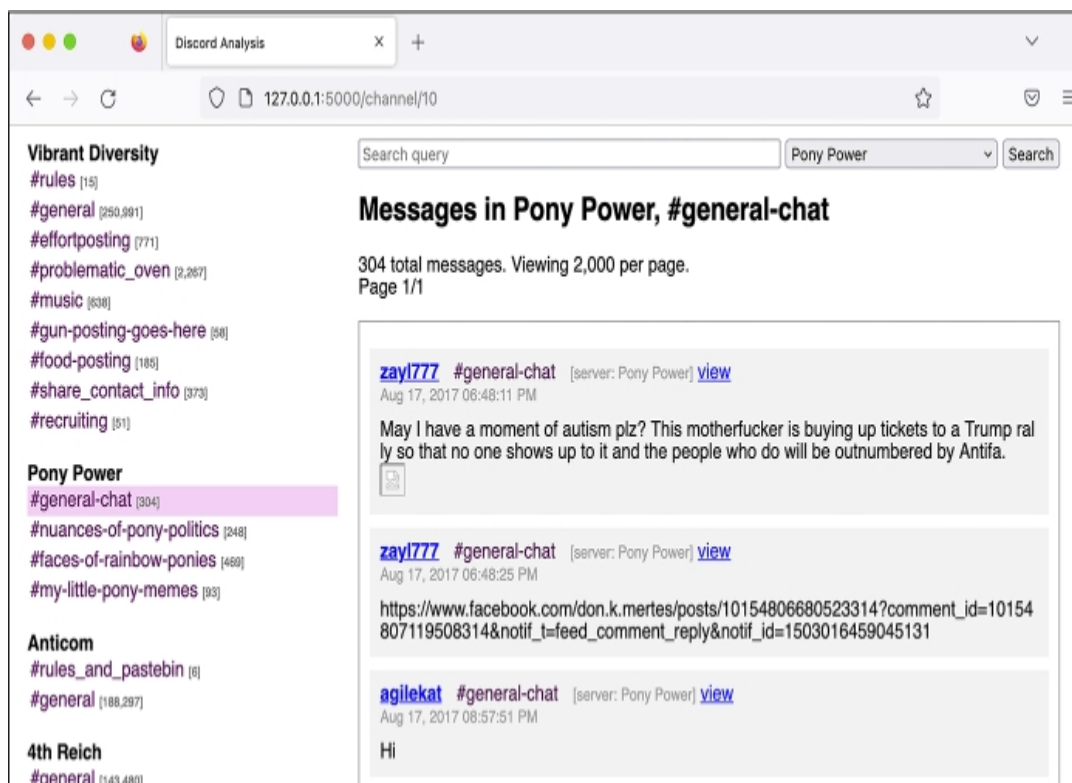 Discord Analysis
127.0.0.1:5000/channel/10
Vibrant Diversity
#rules [15]
#general [250,991]
#effortposting [771]
#problematic_oven [2,267]
#music [638]
#gun-posting-goes-here [58]
#food-posting [185]
#share_contact_info [373]
#recruiting [51]
Pony Power
#general-chat [304]
#nuances-of-pony-politics [248]
#faces-of-rainbow-ponies [469]
#my-little-pony-memes [93]
Anticom
#rules_and_pastebin [6]
#general [188,297]
4th Reich
#general [143,480]
Search query
Pony Power
Search
Messages in Pony Power, #general-chat
304 total messages. Viewing 2,000 per page.
Page 1/1
zayl777 #general-chat [server: Pony Power] view
Aug 17, 2017 06:48:11 PM
May I have a moment of autism plz? This motherfucker is buying up tickets to a Trump ral
ly so that no one shows up to it and the people who do will be outnumbered by Antifa.
zayl777 #general-chat [server: Pony Power] view
Aug 17, 2017 06:48:25 PM
https://www.facebook.com/don.k.mertes/posts/10154806680523314?comment_id=10154
807119508314&notif_t=feed_comment_reply&notif_id=1503016459045131
agilekat #general-chat [server: Pony Power] view
Aug 17, 2017 08:57:51 PM
Hi